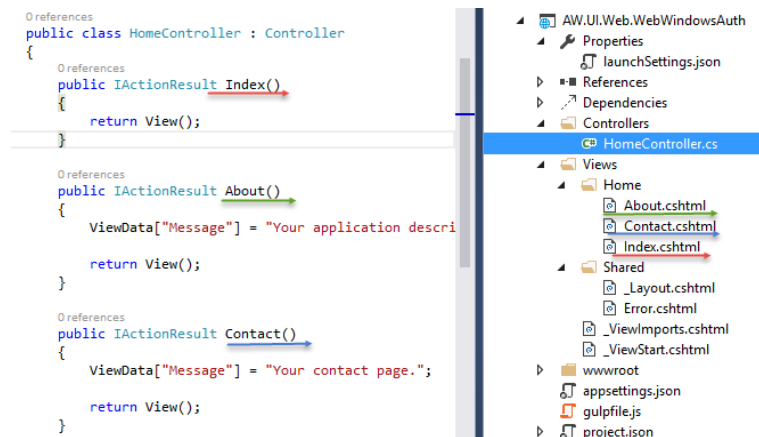 0 references
public class HomeController : Controller
{
0 references
public IActionResult Index()
{
return View();
}
0 references
public IActionResult About()
{
ViewData["Message"] = "Your application descri
return View();
}
0 references
public IActionResult Contact()
{
ViewData["Message"] = "Your contact page.";
return View();
}
AW.UI.Web.WebWindowsAuth
Properties
launchSettings.json
References
Dependencies
Controllers
C# HomeController.cs
Views
Home
About.cshtml
Contact.cshtml
Index.cshtml
Shared
_Layout.cshtml
Error.cshtml
_ViewImports.cshtml
_ViewStart.cshtml
wwwroot
appsettings.json
gulpfile.js
project.json